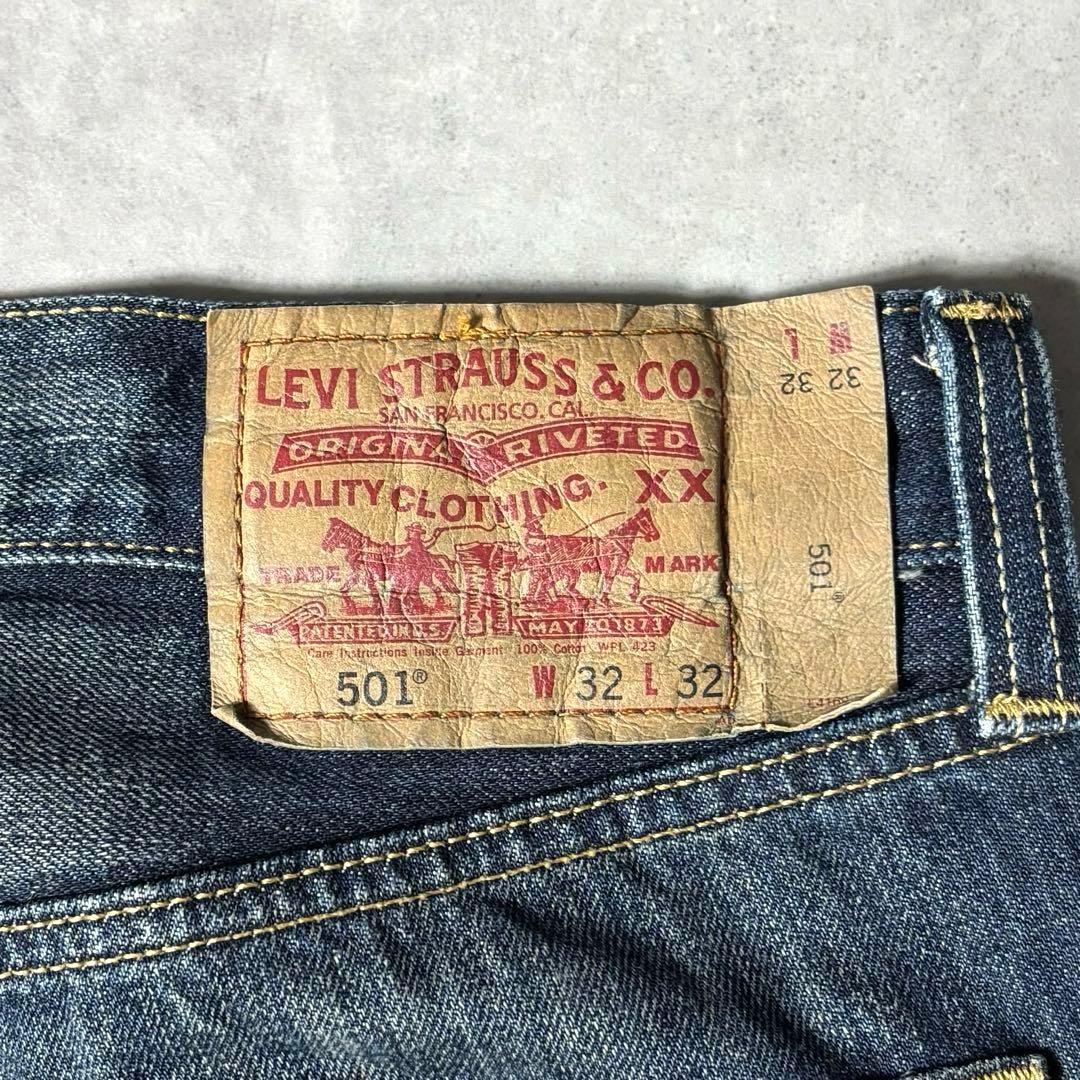 LEVI STRAUSS & CO.
SAN FRANCISCO, CAL.
ORIGINAL RIVETED
QUALITY CLOTHING. XX
TRADE MARK
PATENTED IN U.S. MAY 20 1873
Care Instructions Inside Garment 100% Cotton WPL 423
501® W 32 L 32
W 32
L 32
501®